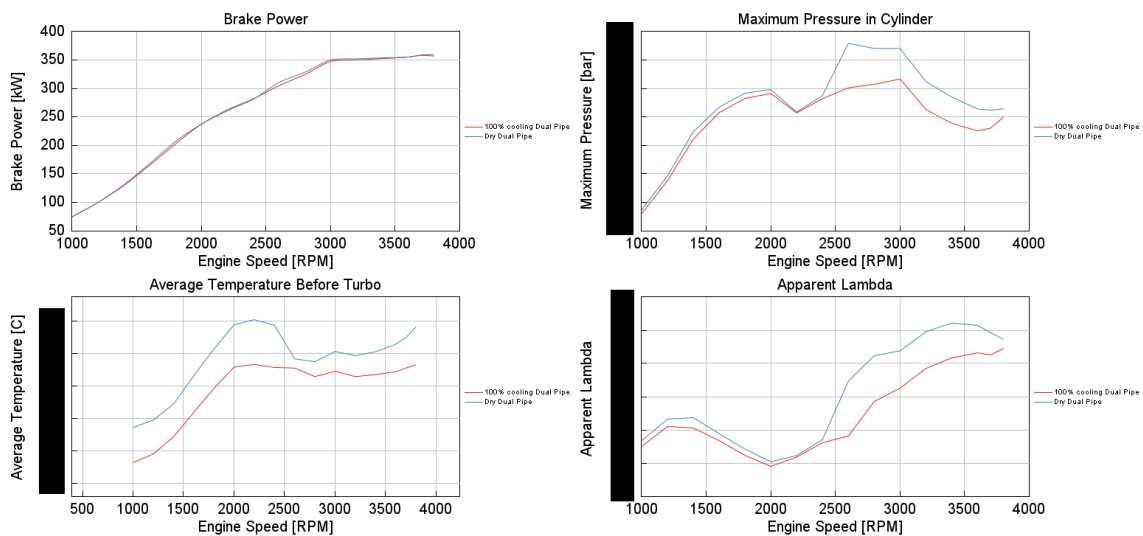 Brake Power
Brake Power [kW]
400
350
300
250
200
150
100
50
1000 1500 2000 2500 3000 3500 4000
Engine Speed [RPM]
100% cooling Dual Pipe
Dry Dual Pipe
Maximum Pressure in Cylinder
Maximum Pressure [bar]
1000 1500 2000 2500 3000 3500 4000
Engine Speed [RPM]
100% cooling Dual Pipe
Dry Dual Pipe
Average Temperature Before Turbo
Average Temperature [C]
500 1000 1500 2000 2500 3000 3500 4000
Engine Speed [RPM]
100% cooling Dual Pipe
Dry Dual Pipe
Apparent Lambda
Apparent Lambda
1000 1500 2000 2500 3000 3500 4000
Engine Speed [RPM]
100% cooling Dual Pipe
Dry Dual Pipe